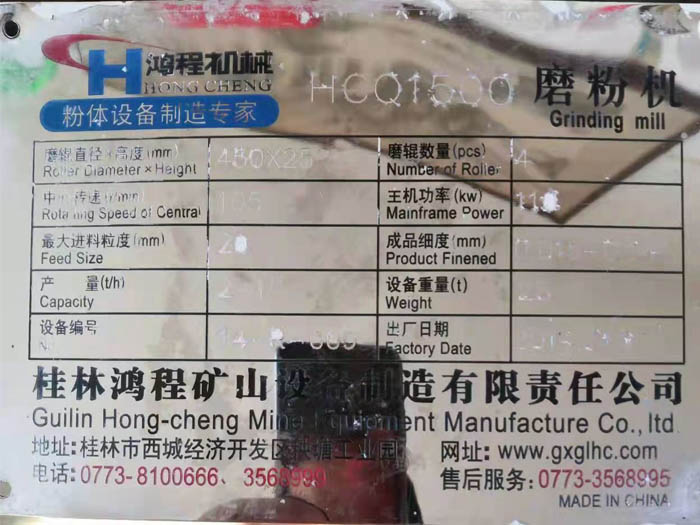 鸿程机械
HONG CHENG
粉体设备制造专家
HCQ1500 磨粉机
Grinding mill
磨辊直径×高度(mm)
Roller Diameter×Height
磨辊数量(pcs) 4
Number of Roller
转速(r/min) 105
Rotating Speed of Central
主机功率(kw)
Mainframe Power
最大进料粒度(mm)
Feed Size
成品细度(mm)
Product Finened
产 量(t/h)
Capacity
设备重量(t)
Weight
设备编号
出厂日期
Factory Date
桂林鸿程矿山设备制造有限责任公司
Guilin Hong-cheng Mine Equipment Manufacture Co.,ltd
地址:桂林市西城经济开发区 塘工业园 网址: www.gxglhc.com
电话: 0773-8100666、3568999 售后服务: 0773-3568995
MADE IN CHINA